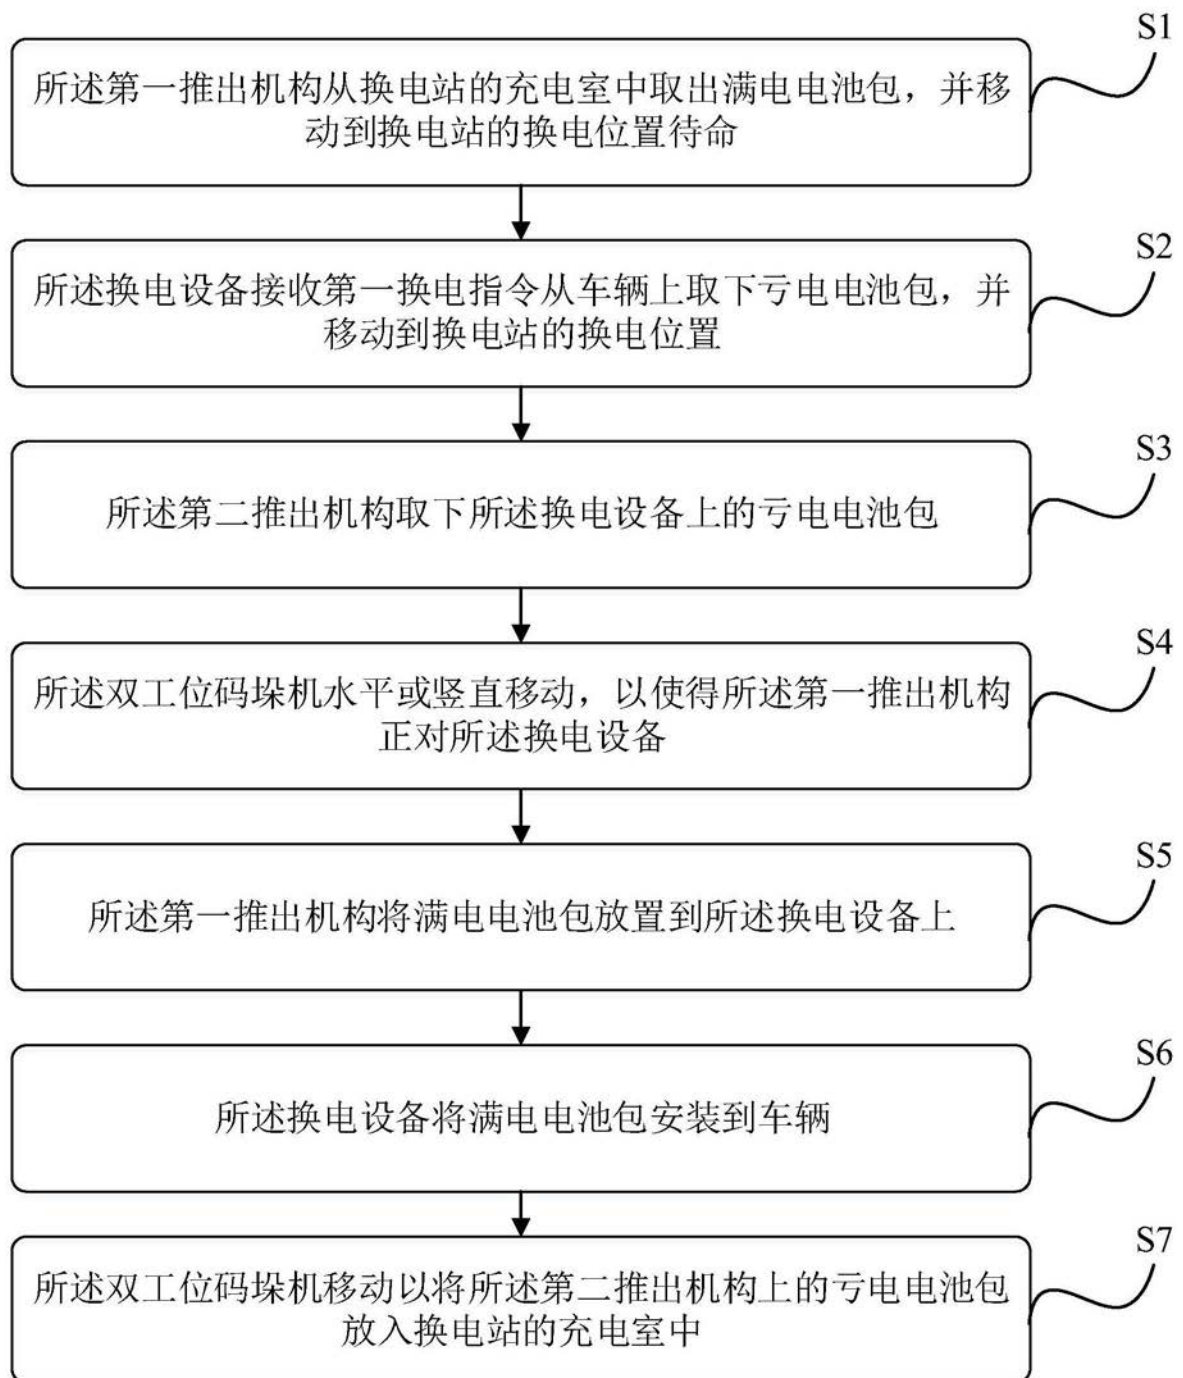 S1
所述第一推出机构从换电站的充电室中取出满电电池包，并移
动到换电站的换电位置待命
S2
所述换电设备接收第一换电指令从车辆上取下亏电电池包，并
移动到换电站的换电位置
S3
所述第二推出机构取下所述换电设备上的亏电电池包
S4
所述双工位码垛机水平或竖直移动，以使得所述第一推出机构
正对所述换电设备
S5
所述第一推出机构将满电电池包放置到所述换电设备上
S6
所述换电设备将满电电池包安装到车辆
S7
所述双工位码垛机移动以将所述第二推出机构上的亏电电池包
放入换电站的充电室中